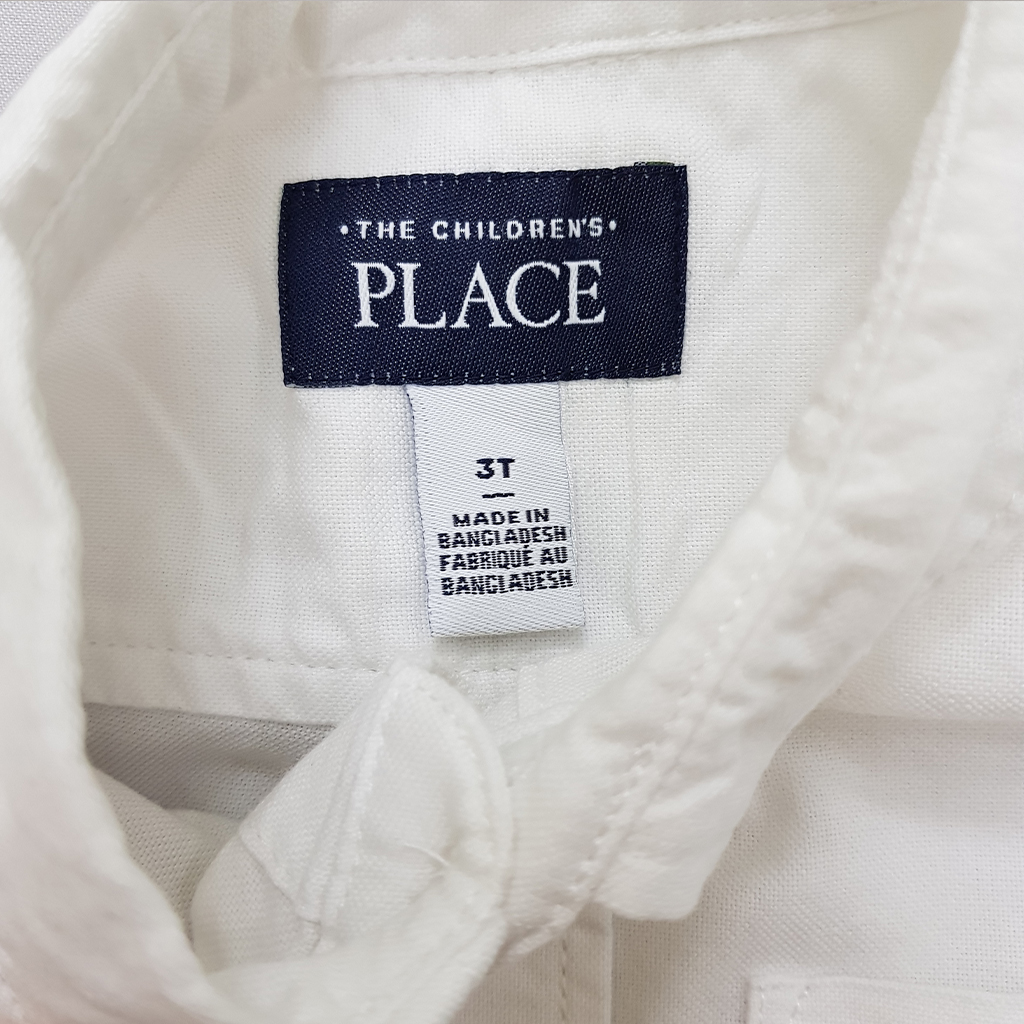 •THE CHILDREN'S•
PLACE
3T
MADE IN
BANGLADESH
FABRIQUÉ AU
BANGLADESH